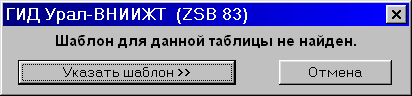 ГИД Урал-ВНИИЖТ (ZSB 83)
Шаблон для данной таблицы не найден.
Указать шаблон >>
Отмена